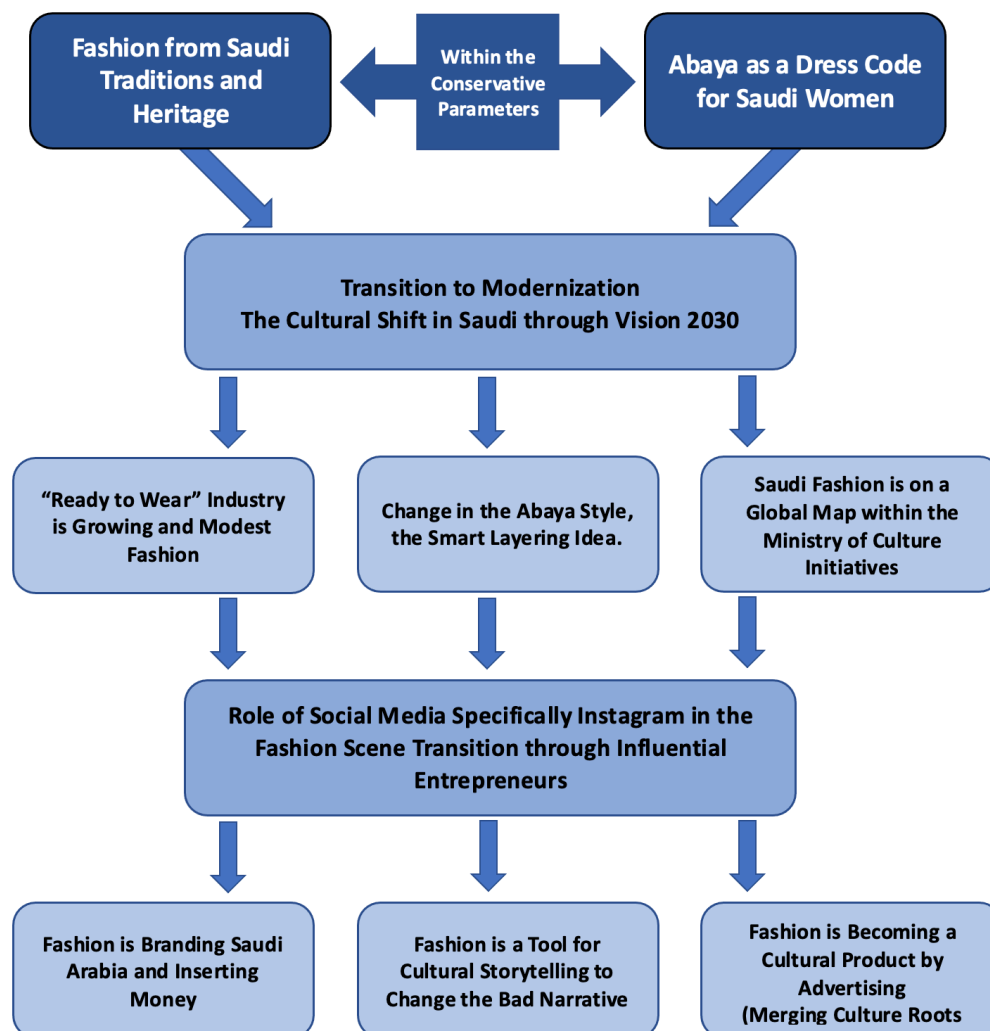 Fashion from Saudi
Traditions and
Heritage
Within the
Conservative
Parameters
Abaya as a Dress Code
for Saudi Women
Transition to Modernization
The Cultural Shift in Saudi through Vision 2030
“Ready to Wear” Industry
is Growing and Modest
Fashion
Change in the Abaya Style,
the Smart Layering Idea.
Saudi Fashion is on a
Global Map within the
Ministry of Culture
Initiatives
Role of Social Media Specifically Instagram in the
Fashion Scene Transition through Influential
Entrepreneurs
Fashion is Branding Saudi
Arabia and Inserting
Money
Fashion is a Tool for
Cultural Storytelling to
Change the Bad Narrative
Fashion is Becoming a
Cultural Product by
Advertising
(Merging Culture Roots